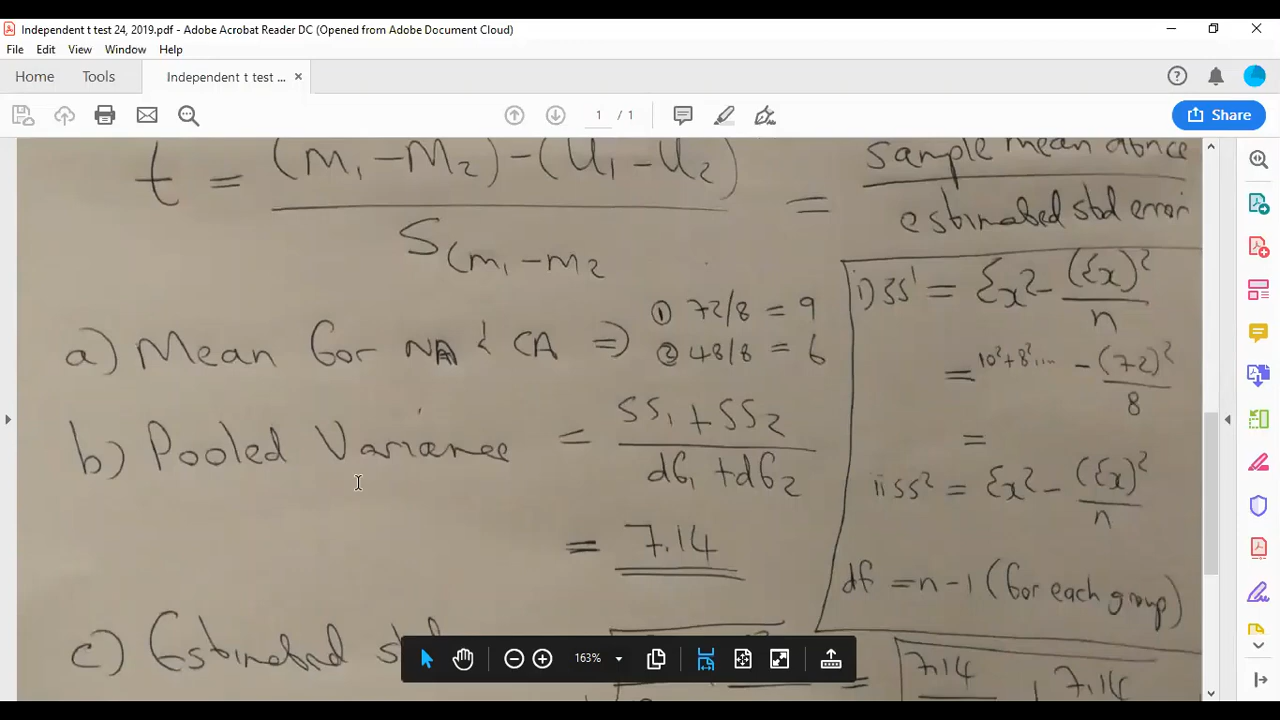 Independent t test 24, 2019.pdf - Adobe Acrobat Reader DC (Opened from Adobe Document Cloud)
File Edit View Window Help
Home Tools Independent t test ... ×
1 / 1
Share
t = (M₁ - M₂) - (U₁ - U₂) / S(m₁ - m₂ = sample mean / estimated std error
a) Mean for NA & CA => ① 72/8 = 9
② 48/8 = 6
b) Pooled Variance = SS₁ + SS₂ / df₁ + df₂
= 7.14
c) Estimated
i) SS¹ = Σx² - (Σx)² / n
= 10² + 8² ... - (72)² / 8
=
ii SS² = Σx² - (Σx)² / n
df = n - 1 (for each group)
7.14 + 7.14
163%